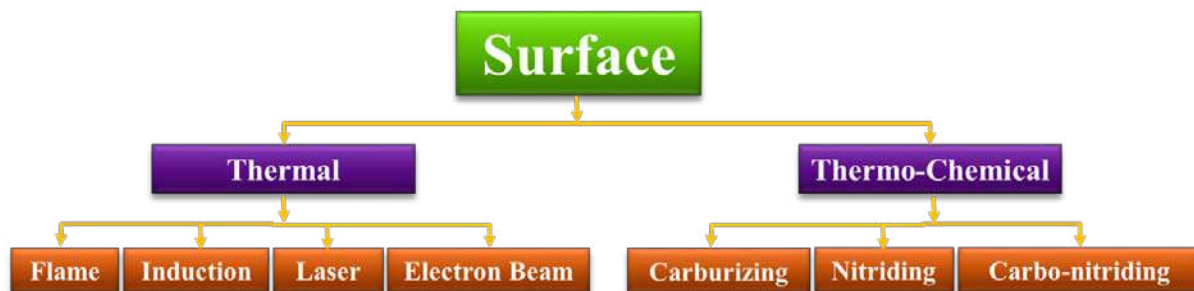 Surface
Thermal
Thermo-Chemical
Flame
Induction
Laser
Electron Beam
Carburizing
Nitriding
Carbo-nitriding